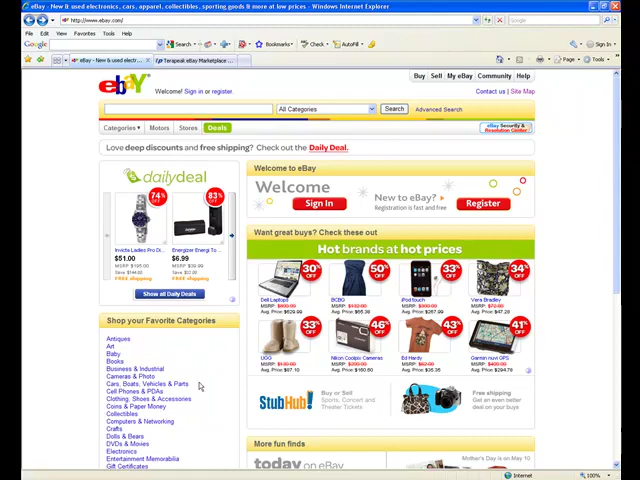 eBay - New & used electronics, cars, apparel, collectibles, sporting goods & more at low prices - Windows Internet Explorer
http://www.ebay.com/
File Edit View Favorites Tools Help
Google Search Bookmarks Check AutoFill Sign In
eBay - New & used electr... Terapeak eBay Marketplace ... Page Tools
ebay
Buy Sell My eBay Community Help
Welcome! Sign in or register.
Contact us | Site Map
All Categories Search Advanced Search
Categories Motors Stores Deals
eBay Security & Resolution Center
Love deep discounts and free shipping? Check out the Daily Deal.
dailydeal
74% OFF
83% OFF
Invicta Ladies Pro Di...
$51.00
MSRP: $195.00
Save: $144.00
FREE shipping
Energizer Energi To ...
$6.99
MSRP: $39.99
FREE shipping
Show all Daily Deals
Welcome to eBay
Welcome
Sign In
New to eBay?
Registration is fast and free
Register
Want great buys? Check these out
Hot brands at hot prices
30% OFF
50% OFF
33% OFF
34% OFF
Dell Laptops
BCBG
iPod touch
Vera Bradley
33% OFF
46% OFF
43% OFF
41% OFF
UGG
Nikon Coolpix Cameras
Ed Hardy
Garmin nuvi GPS
StubHub!
Buy or Sell
Sports, Concert and
Theater Tickets
Free shipping
Get an even better
deal on your buys
Shop your Favorite Categories
Antiques
Art
Baby
Books
Business & Industrial
Cameras & Photo
Cars, Boats, Vehicles & Parts
Cell Phones & PDAs
Clothing, Shoes & Accessories
Coins & Paper Money
Collectibles
Computers & Networking
Crafts
Dolls & Bears
DVDs & Movies
Electronics
Entertainment Memorabilia
Gift Certificates
More fun finds
today on eBay
Mother's Day is on May 10
Internet
100%